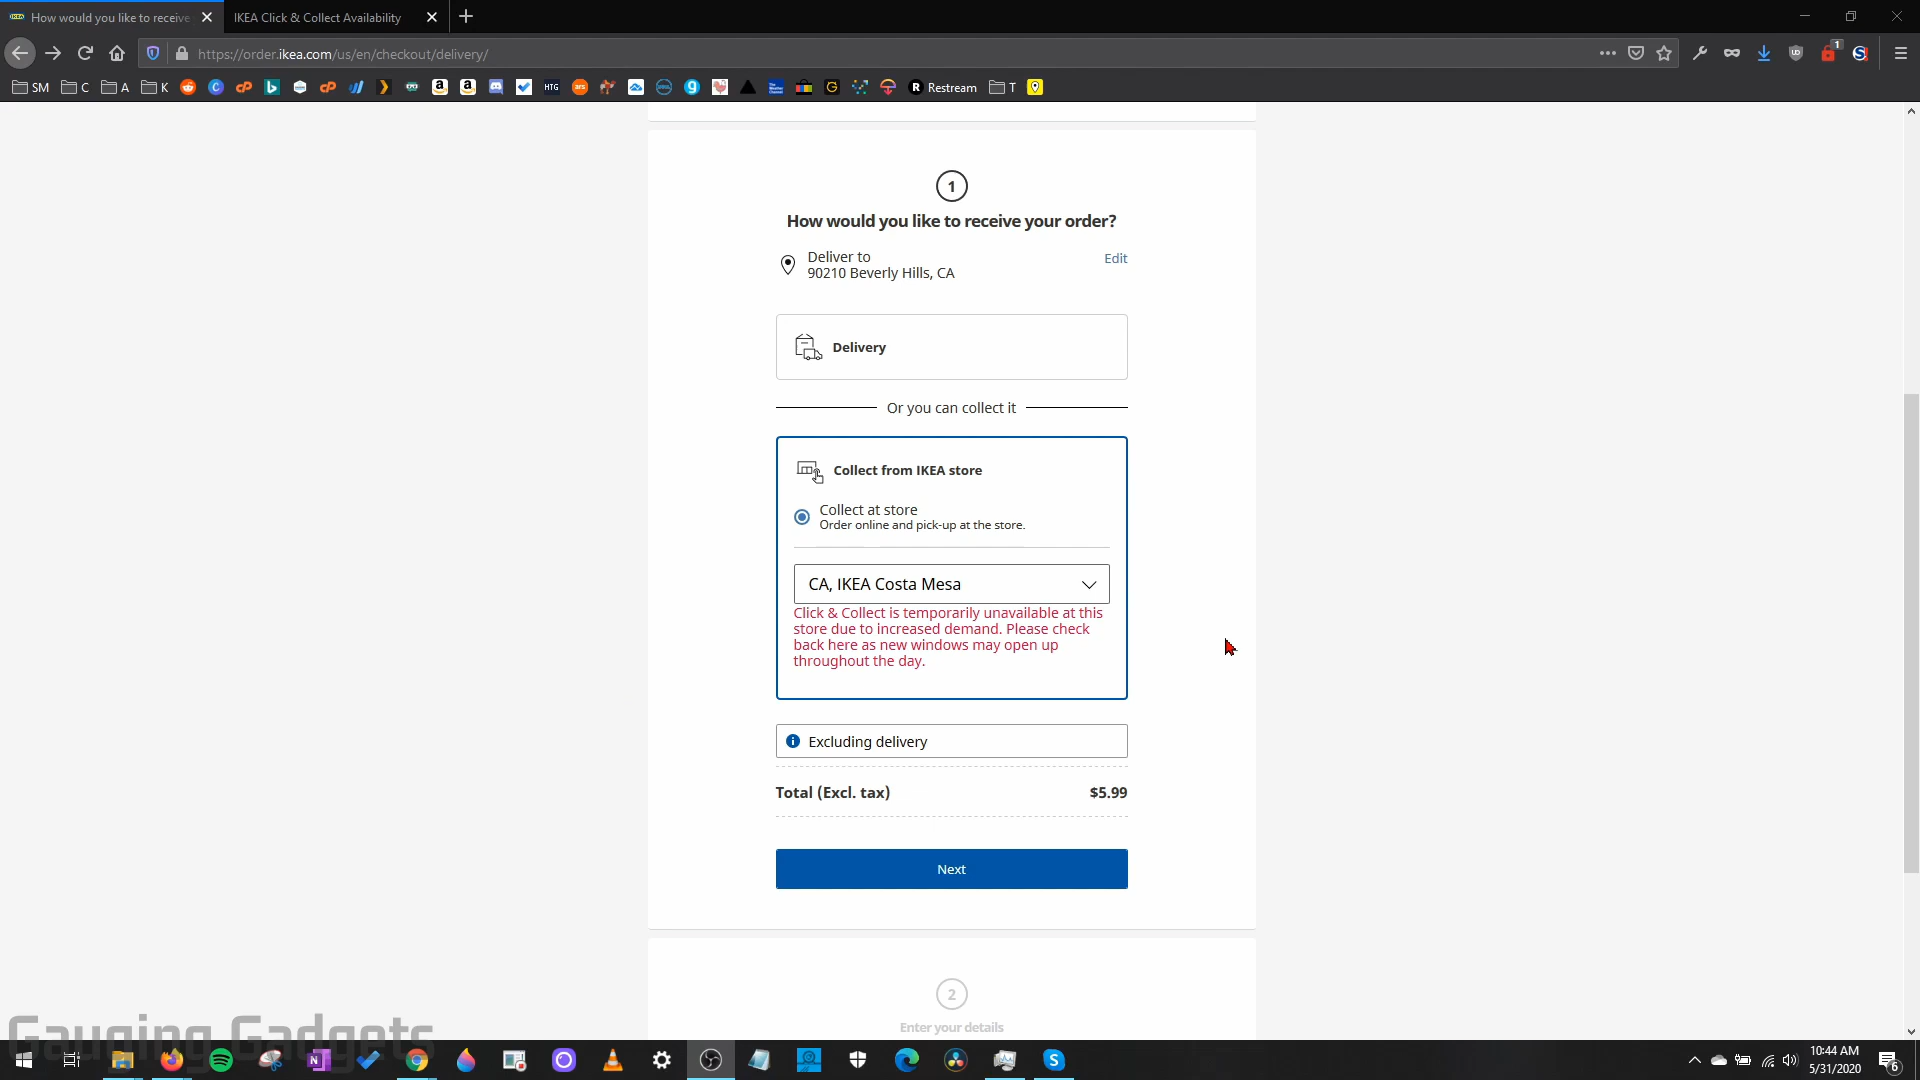 How would you like to receive
IKEA Click & Collect Availability
https://order.ikea.com/us/en/checkout/delivery/
1
SM
C
A
K
HTG
Restream
T
1
How would you like to receive your order?
Deliver to
90210 Beverly Hills, CA
Edit
Delivery
Or you can collect it
Collect from IKEA store
Collect at store
Order online and pick-up at the store.
CA, IKEA Costa Mesa
Click & Collect is temporarily unavailable at this
store due to increased demand. Please check
back here as new windows may open up
throughout the day.
Excluding delivery
Total (Excl. tax) $5.99
Next
2
Enter your details
Gauging Gadgets
10:44 AM
5/31/2020
6